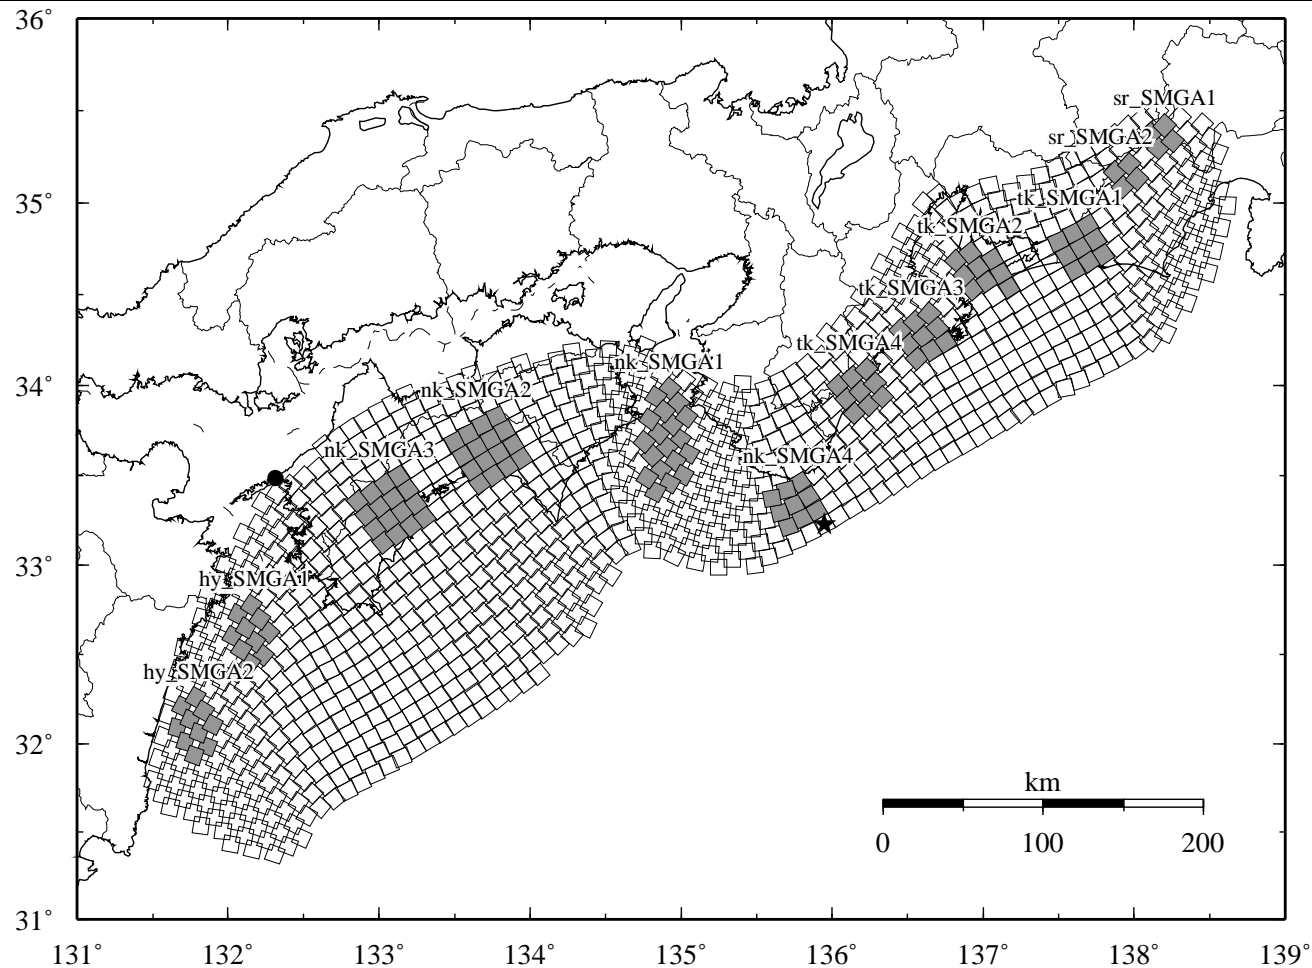 36°
35°
34°
33°
32°
31°
sr_SMGA1
sr_SMGA2
tk_SMGA1
tk_SMGA2
tk_SMGA3
tk_SMGA4
nk_SMGA1
nk_SMGA2
nk_SMGA3
nk_SMGA4
hy_SMGA1
hy_SMGA2
km
0 100 200
131° 132° 133° 134° 135° 136° 137° 138° 139°